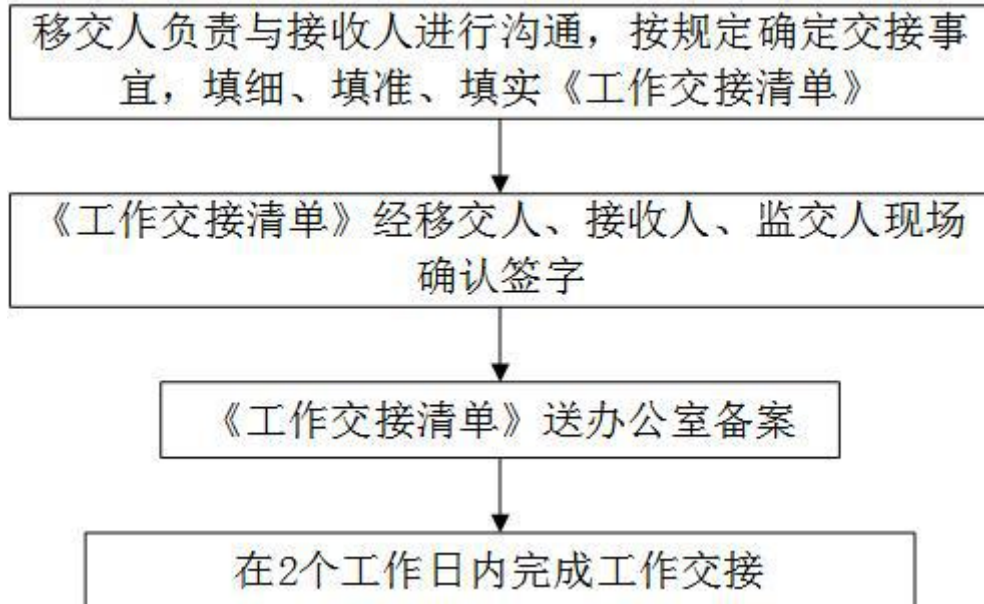 移交人负责与接收人进行沟通，按规定确定交接事
宜，填细、填准、填实《工作交接清单》
《工作交接清单》经移交人、接收人、监交人现场
确认签字
《工作交接清单》送办公室备案
在2个工作日内完成工作交接